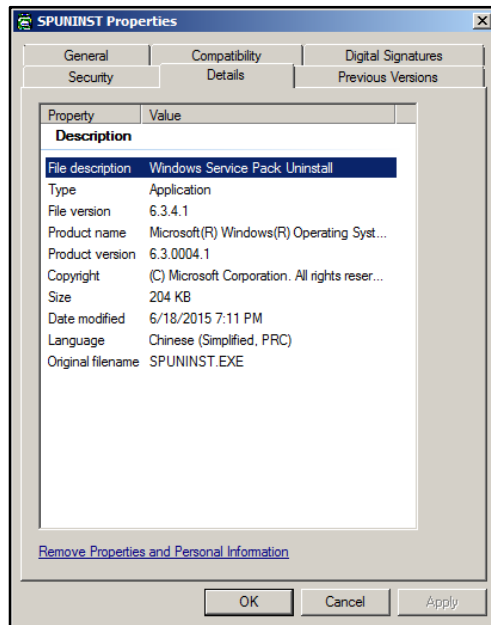 SPUNINST Properties
General Compatibility Digital Signatures
Security Details Previous Versions
Property Value
Description
File description Windows Service Pack Uninstall
Type Application
File version 6.3.4.1
Product name Microsoft(R) Windows(R) Operating Syst...
Product version 6.3.0004.1
Copyright (C) Microsoft Corporation. All rights reser...
Size 204 KB
Date modified 6/18/2015 7:11 PM
Language Chinese (Simplified, PRC)
Original filename SPUNINST.EXE
Remove Properties and Personal Information
OK Cancel Apply